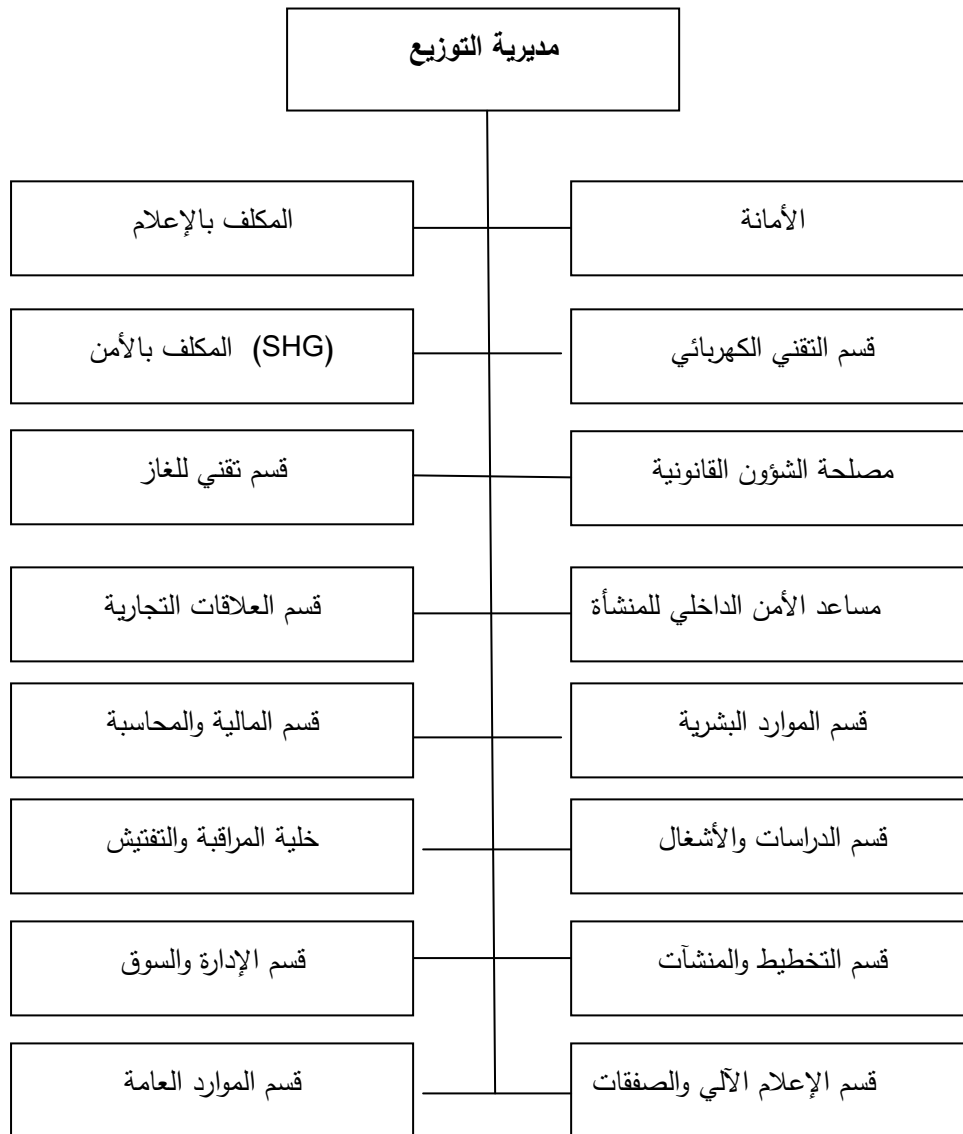 مديرية التوزيع
الأمانة
المكلف بالإعلام
قسم التقني الكهربائي
(SHG) المكلف بالأمن
مصلحة الشؤون القانونية
قسم تقني للغاز
مساعد الأمن الداخلي للمنشأة
قسم العلاقات التجارية
قسم الموارد البشرية
قسم المالية والمحاسبة
قسم الدراسات والأشغال
خلية المراقبة والتفتيش
قسم التخطيط والمنشآت
قسم الإدارة والسوق
قسم الإعلام الآلي والصفقات
قسم الموارد العامة